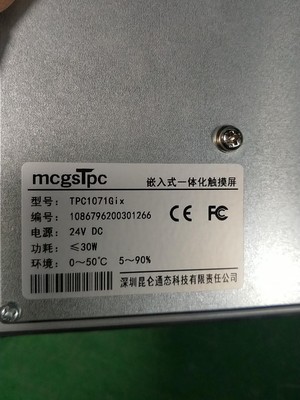 mcgsTpc 嵌入式一体化触摸屏
型号： TPC1071Gix
编号： 1086796200301266
电源： 24V DC
功耗： ≤30W
环境： 0～50℃ 5～90%
CE FC
深圳昆仑通态科技有限责任公司